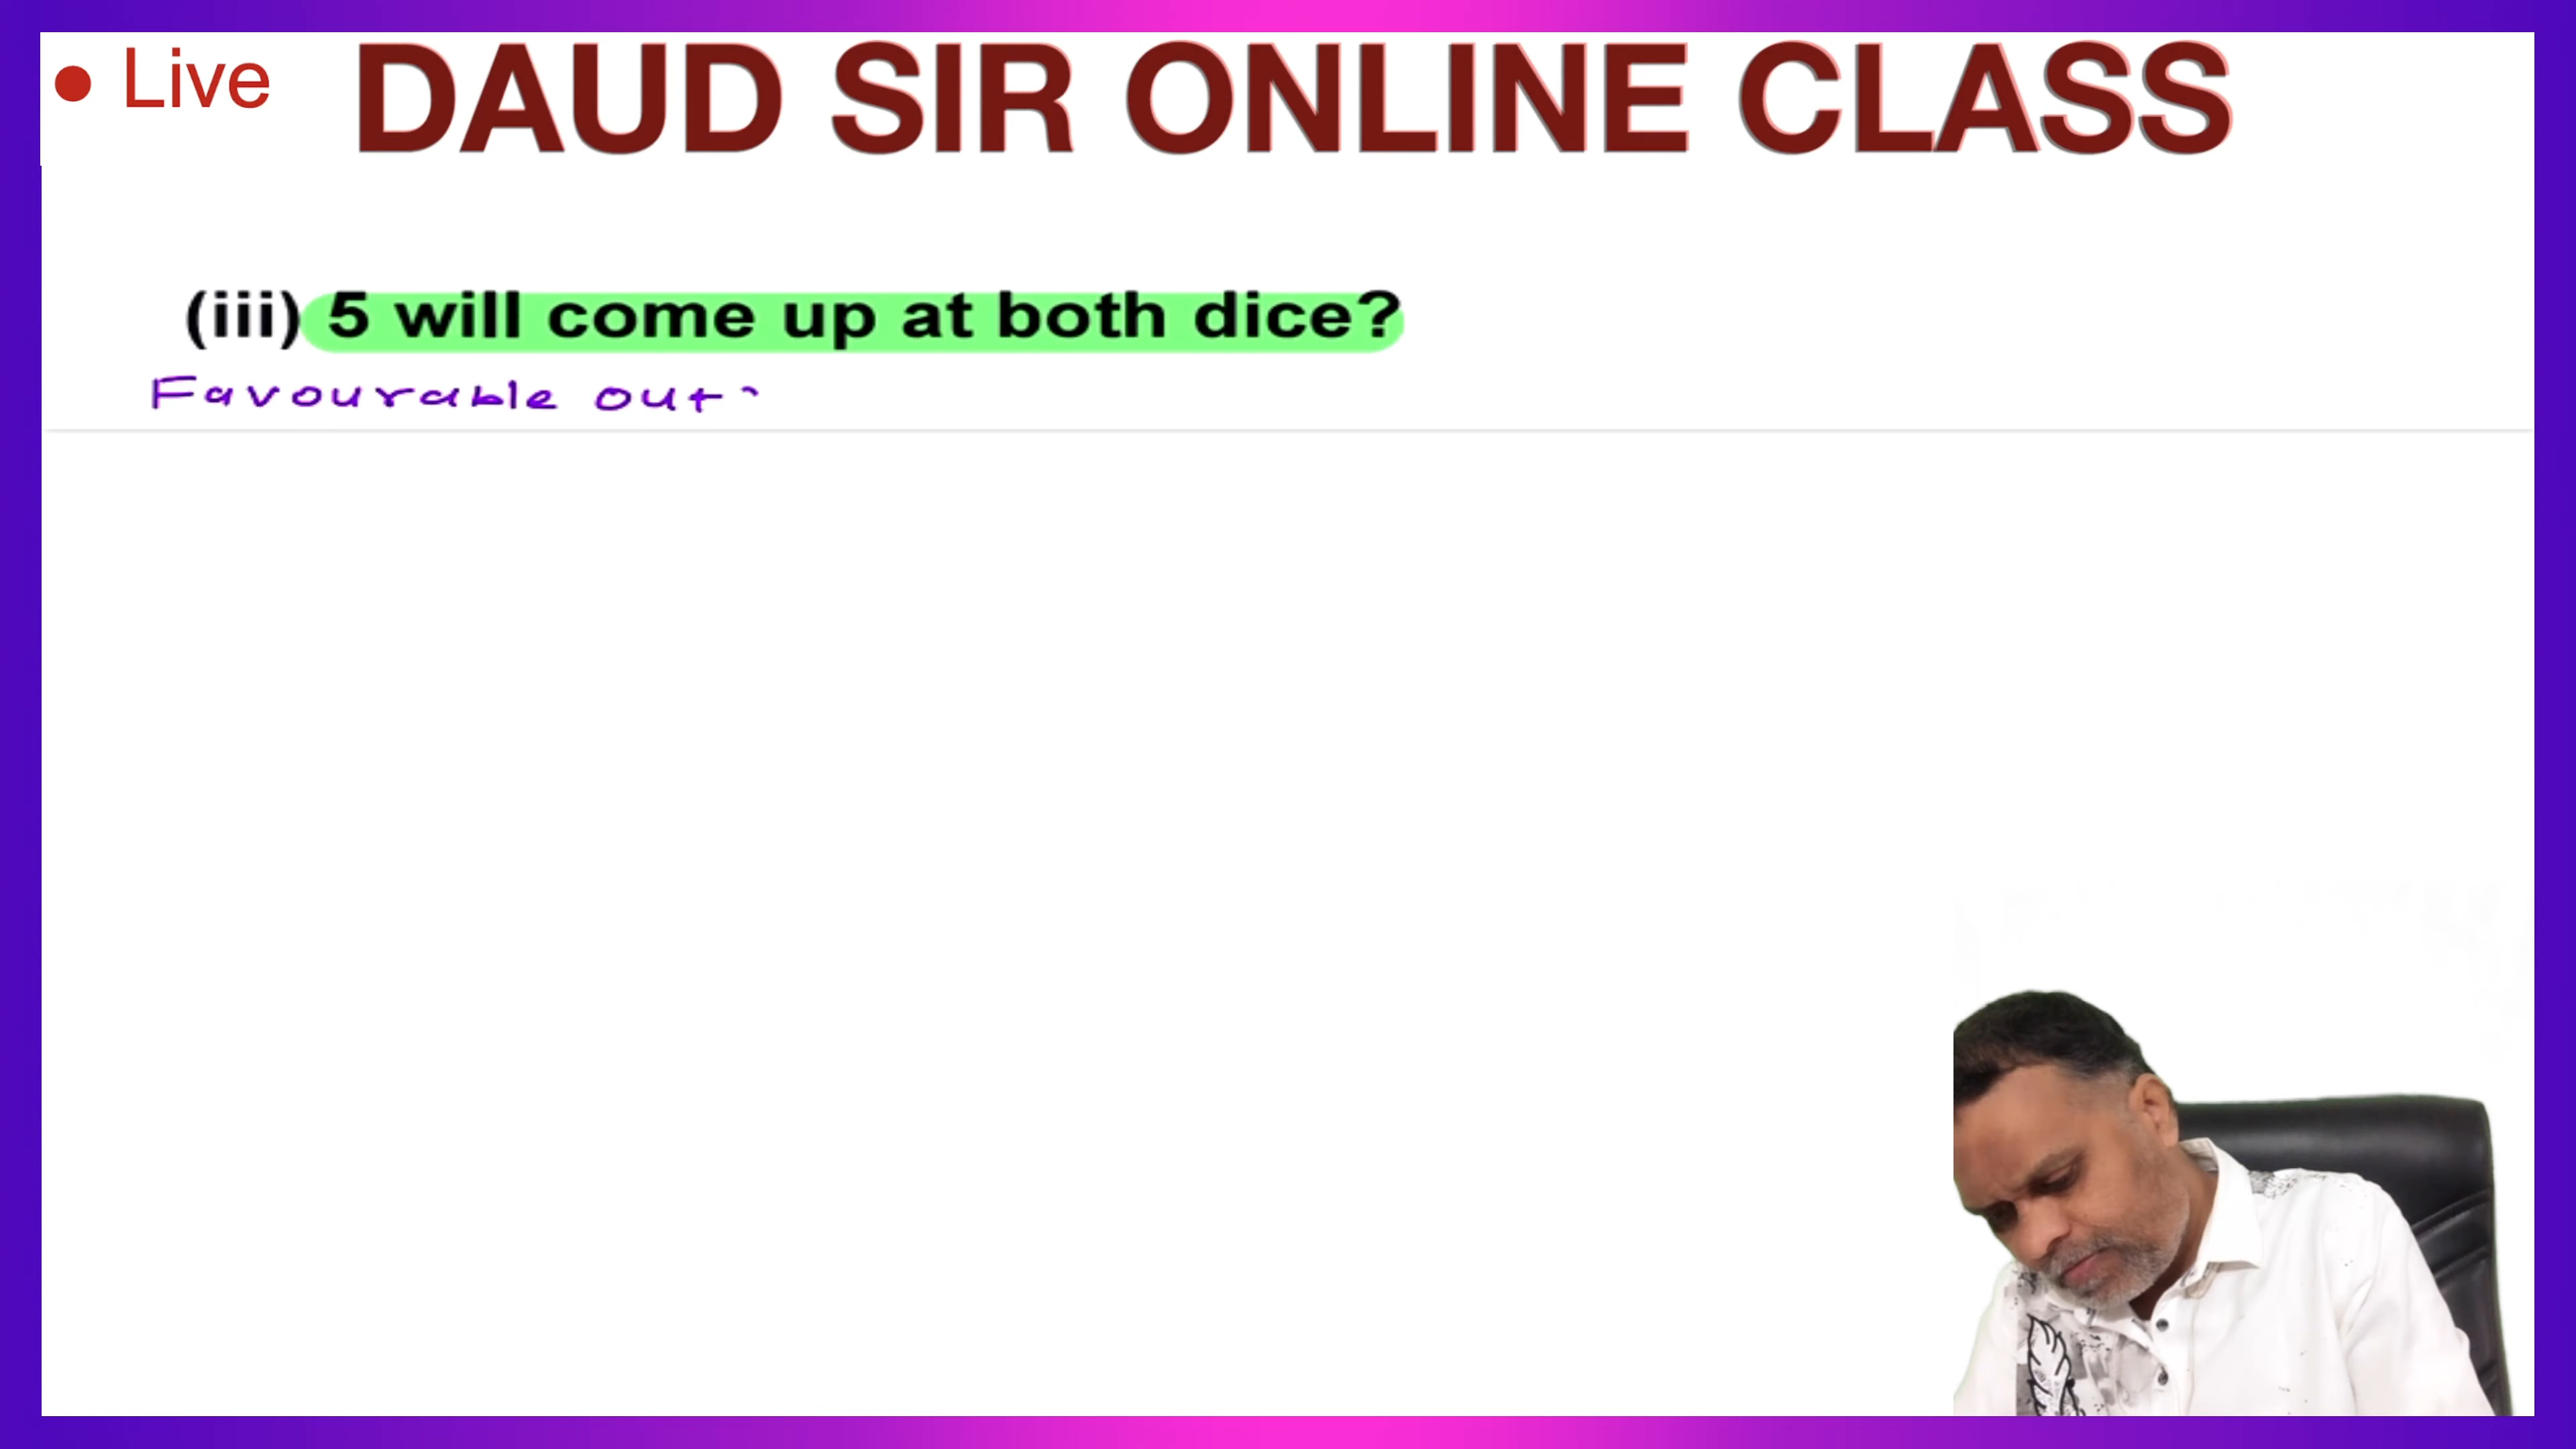 • Live DAUD SIR ONLINE CLASS
(iii) 5 will come up at both dice?
Favourable out